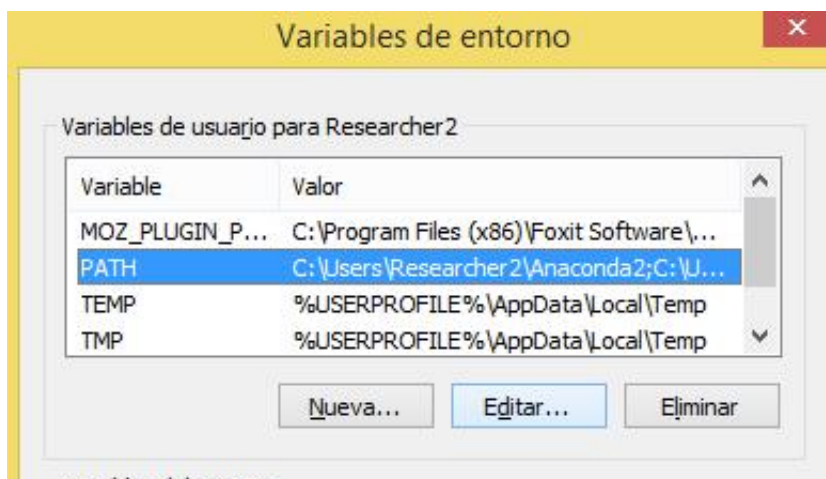 Variables de entorno
Variables de usuario para Researcher2
Variable Valor
MOZ_PLUGIN_P... C:\Program Files (x86)\Foxit Software\...
PATH C:\Users\Researcher2\Anaconda2;C:\U...
TEMP %USERPROFILE%\AppData\Local\Temp
TMP %USERPROFILE%\AppData\Local\Temp
Nueva... Editar... Eliminar